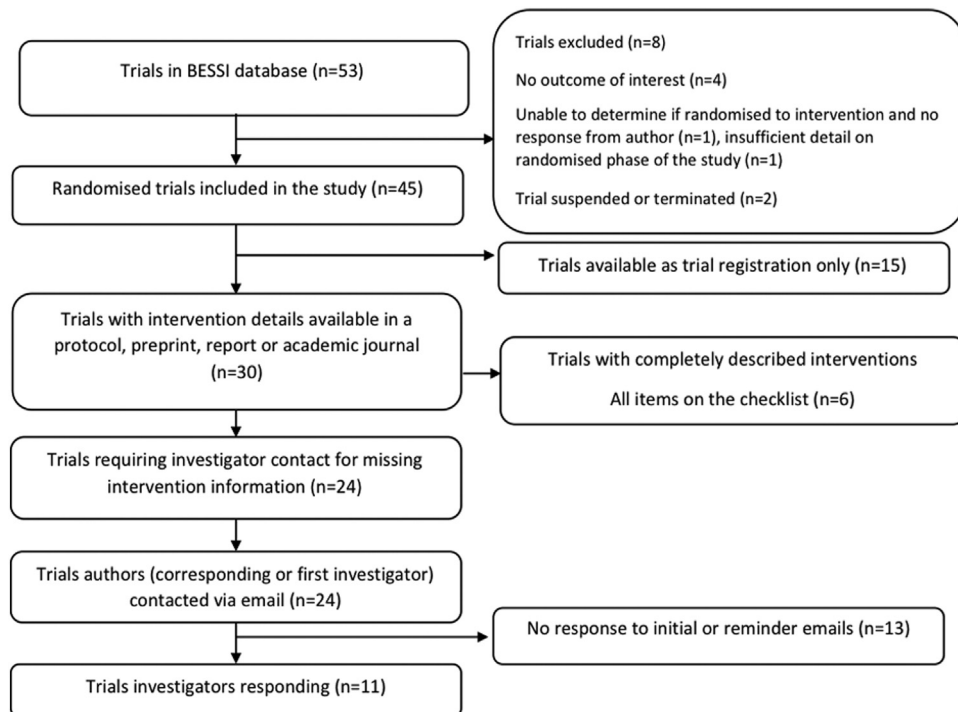 Trials in BESSI database (n=53)
Trials excluded (n=8)
No outcome of interest (n=4)
Unable to determine if randomised to intervention and no
response from author (n=1), insufficient detail on
randomised phase of the study (n=1)
Trial suspended or terminated (n=2)
Randomised trials included in the study (n=45)
Trials available as trial registration only (n=15)
Trials with intervention details available in a
protocol, preprint, report or academic journal
(n=30)
Trials with completely described interventions
All items on the checklist (n=6)
Trials requiring investigator contact for missing
intervention information (n=24)
Trials authors (corresponding or first investigator)
contacted via email (n=24)
No response to initial or reminder emails (n=13)
Trials investigators responding (n=11)